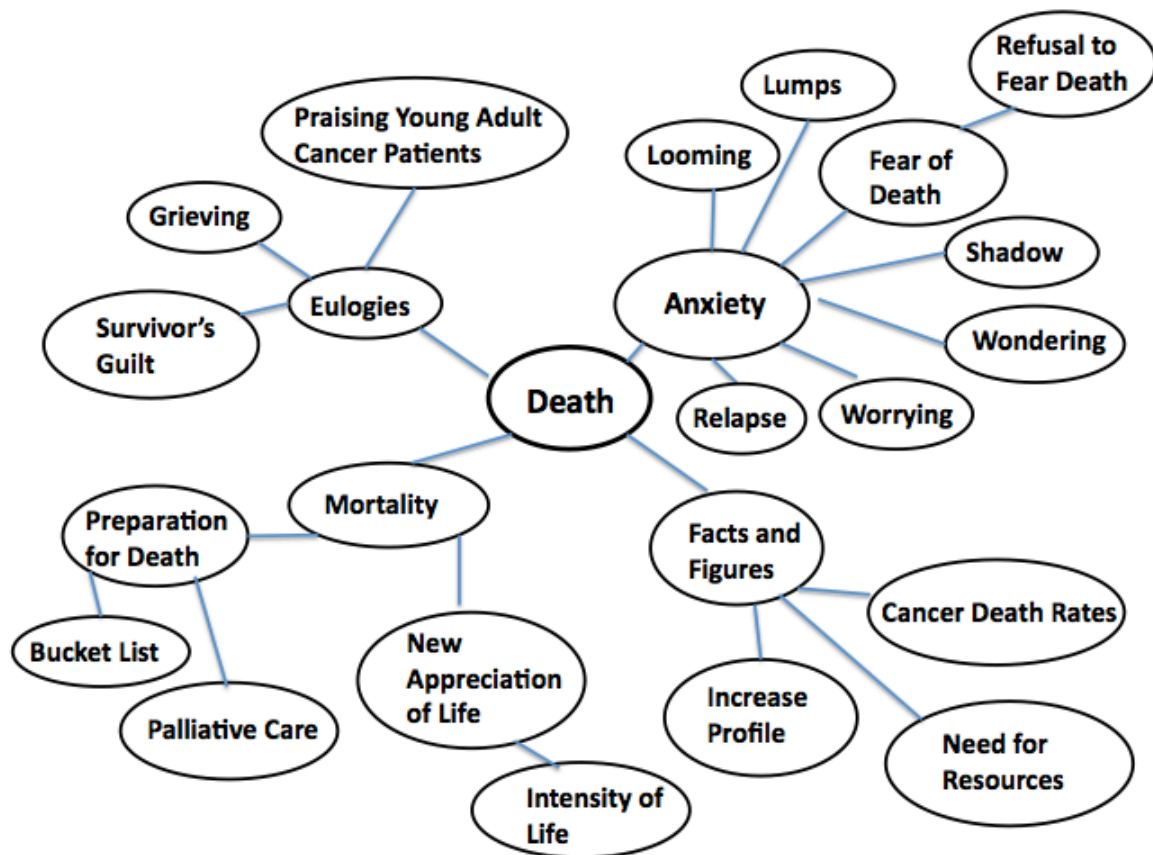 Refusal to
Fear Death
Lumps
Praising Young Adult
Cancer Patients
Looming
Fear of
Death
Grieving
Shadow
Eulogies
Anxiety
Survivor's
Guilt
Wondering
Death
Relapse
Worrying
Mortality
Preparation
for Death
Facts and
Figures
Cancer Death Rates
Bucket List
New
Appreciation
of Life
Increase
Profile
Palliative Care
Need for
Resources
Intensity of
Life